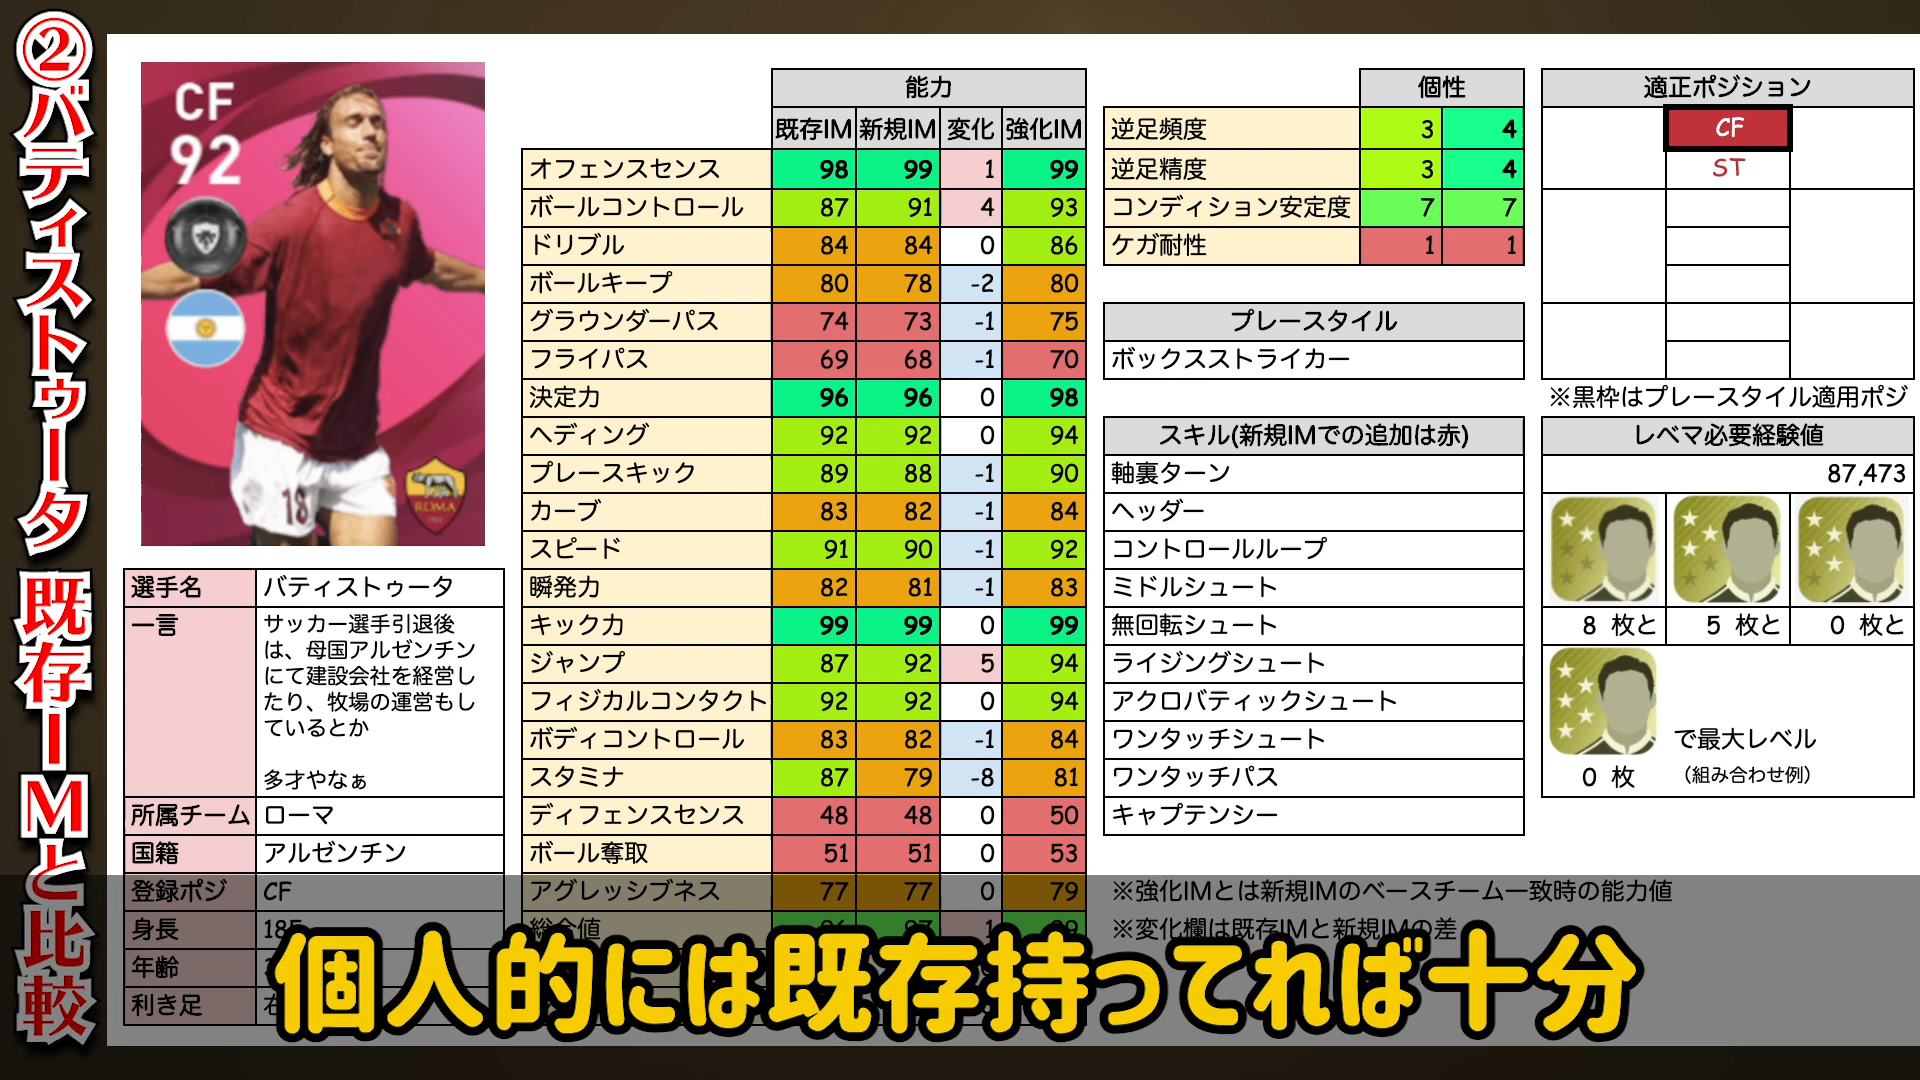 ②バティストゥータ 既存IMと比較
CF
92
18
ROMA
選手名 バティストゥータ
一言 サッカー選手引退後
は、母国アルゼンチン
にて建設会社を経営し
たり、牧場の運営もし
ているとか
多才やなぁ
所属チーム ローマ
国籍 アルゼンチン
登録ポジ CF
身長 185
年齢
利き足 右
能力
既存IM 新規IM 変化 強化IM
オフェンスセンス 98 99 1 99
ボールコントロール 87 91 4 93
ドリブル 84 84 0 86
ボールキープ 80 78 -2 80
グラウンダーパス 74 73 -1 75
フライパス 69 68 -1 70
決定力 96 96 0 98
ヘディング 92 92 0 94
プレースキック 89 88 -1 90
カーブ 83 82 -1 84
スピード 91 90 -1 92
瞬発力 82 81 -1 83
キック力 99 99 0 99
ジャンプ 87 92 5 94
フィジカルコンタクト 92 92 0 94
ボディコントロール 83 82 -1 84
スタミナ 87 79 -8 81
ディフェンスセンス 48 48 0 50
ボール奪取 51 51 0 53
アグレッシブネス 77 77 0 79
総合値 96 97 1 99
個性
逆足頻度 3 4
逆足精度 3 4
コンディション安定度 7 7
ケガ耐性 1 1
プレースタイル
ボックスストライカー
スキル(新規IMでの追加は赤)
軸裏ターン
ヘッダー
コントロールループ
ミドルシュート
無回転シュート
ライジングシュート
アクロバティックシュート
ワンタッチシュート
ワンタッチパス
キャプテンシー
※強化IMとは新規IMのベースチーム一致時の能力値
※変化欄は既存IMと新規IMの差
適正ポジション
CF
ST
※黒枠はプレースタイル適用ポジ
レベマ必要経験値
87,473
8 枚と 5 枚と 0 枚と
0 枚 で最大レベル
（組み合わせ例）
個人的には既存持ってれば十分